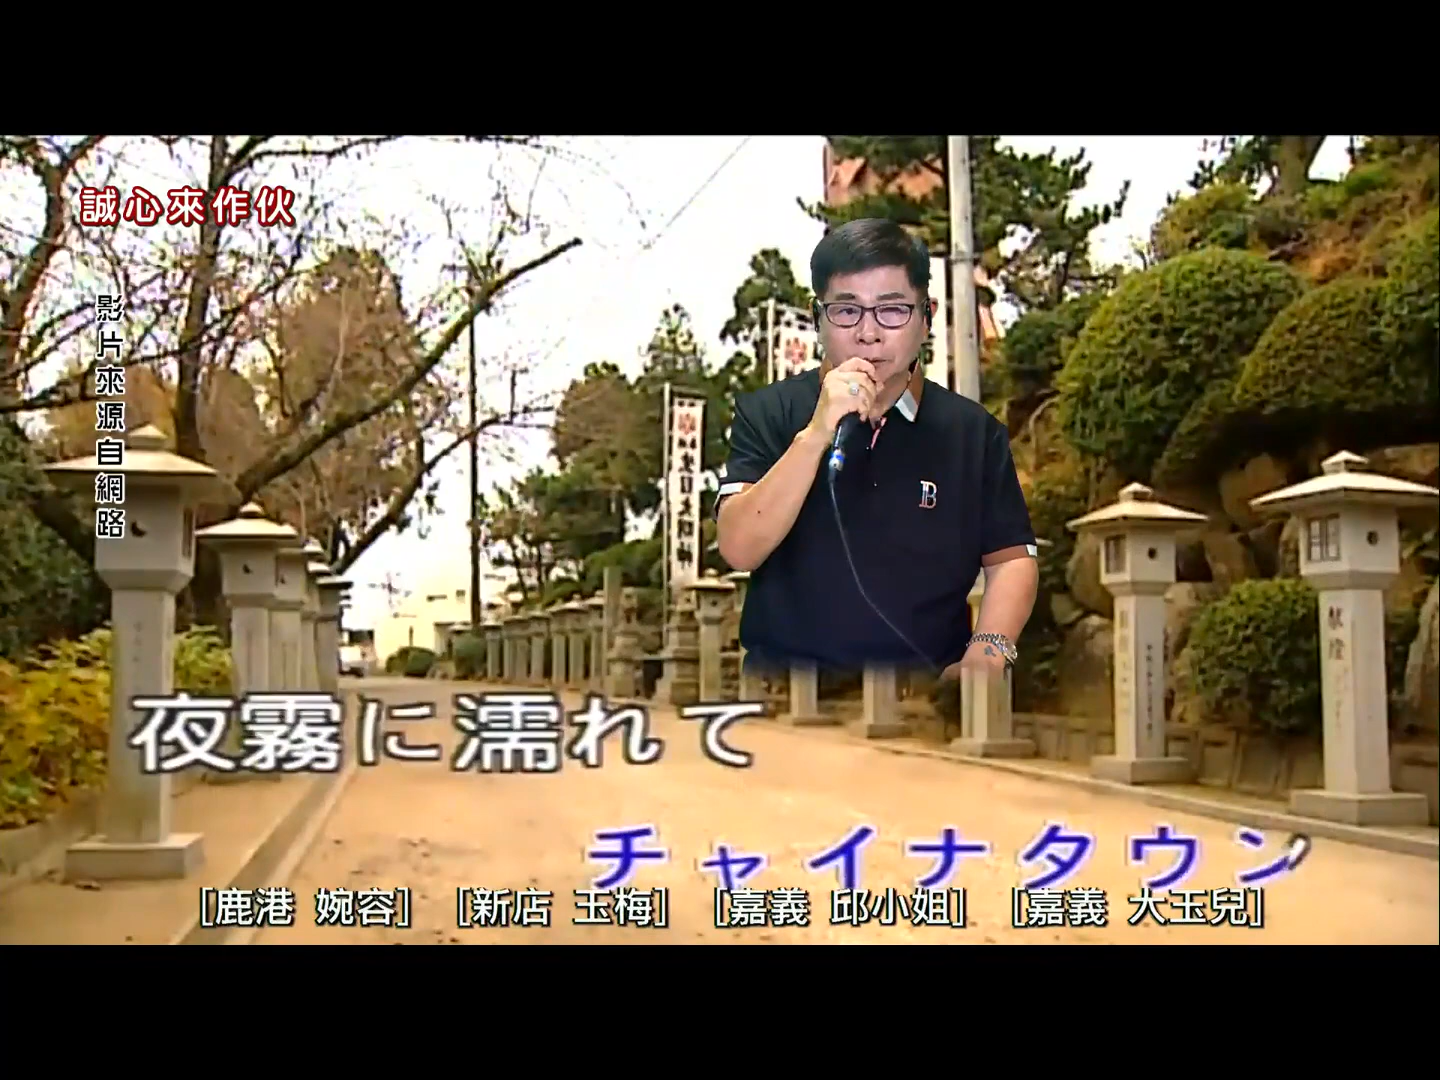 誠心來作伙
影片來源自網路
B
夜霧に濡れて
チャイナタウン
[鹿港 婉容] [新店 玉梅] [嘉義 邱小姐] [嘉義 大玉兒]